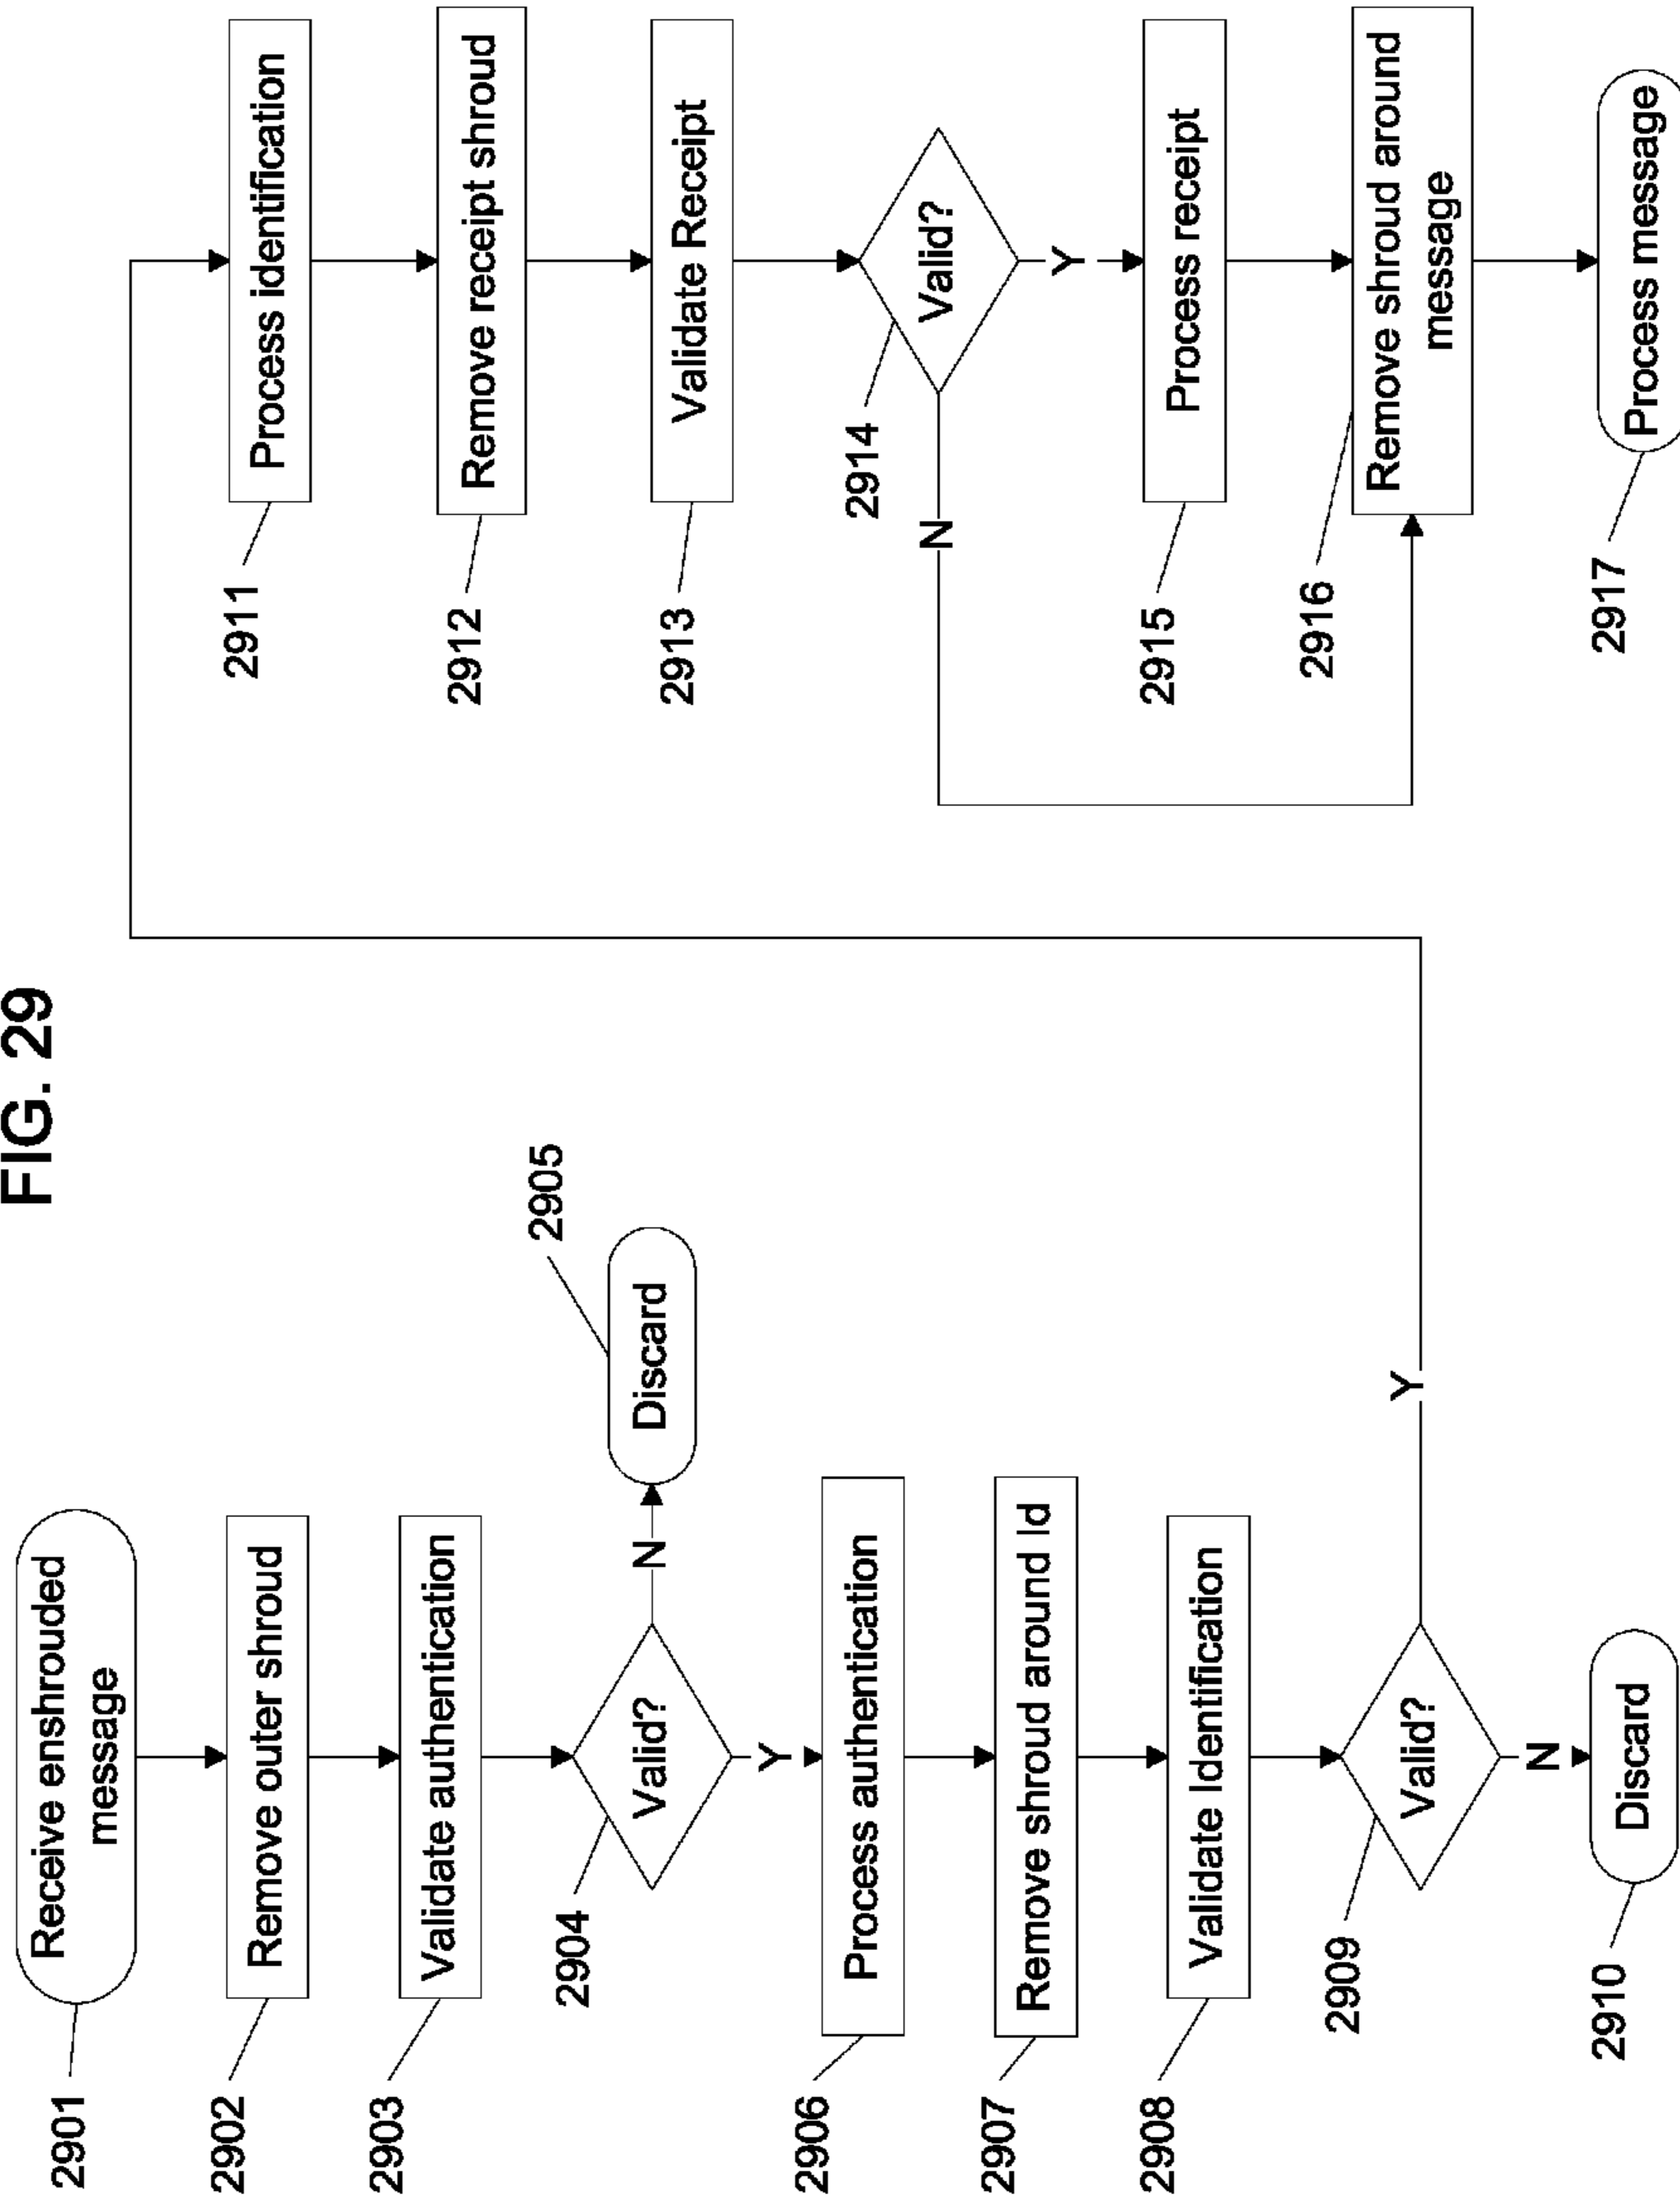 FIG. 29
2901
Receive enshrouded
message
2902
Remove outer shroud
2903
Validate authentication
2904
Valid?
N
Discard
2905
Y
2906
Process authentication
2907
Remove shroud around Id
2908
Validate Identification
2909
Valid?
Y
N
2910
Discard
2911
Process identification
2912
Remove receipt shroud
2913
Validate Receipt
2914
Valid?
N
Y
2915
Process receipt
2916
Remove shroud around
message
2917
Process message